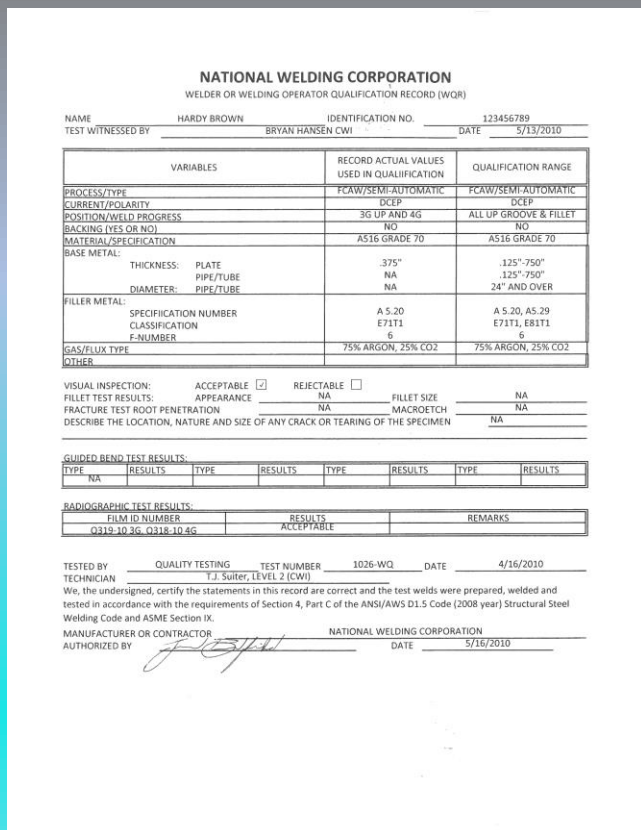 NATIONAL WELDING CORPORATION
WELDER OR WELDING OPERATOR QUALIFICATION RECORD (WQR)
NAME HARDY BROWN IDENTIFICATION NO. 123456789
TEST WITNESSED BY BRYAN HANSEN CWI DATE 5/13/2010
VARIABLES RECORD ACTUAL VALUES USED IN QUALIIFICATION QUALIFICATION RANGE
PROCESS/TYPE FCAW/SEMI-AUTOMATIC FCAW/SEMI-AUTOMATIC
CURRENT/POLARITY DCEP DCEP
POSITION/WELD PROGRESS 3G UP AND 4G ALL UP GROOVE & FILLET
BACKING (YES OR NO) NO NO
MATERIAL/SPECIFICATION A516 GRADE 70 A516 GRADE 70
BASE METAL:
THICKNESS: PLATE .375" .125"-750"
PIPE/TUBE NA .125"-750"
DIAMETER: PIPE/TUBE NA 24" AND OVER
FILLER METAL:
SPECIFIICATION NUMBER A 5.20 A 5.20, A5.29
CLASSIFICATION E71T1 E71T1, E81T1
F-NUMBER 6 6
GAS/FLUX TYPE 75% ARGON, 25% CO2 75% ARGON, 25% CO2
OTHER
VISUAL INSPECTION: ACCEPTABLE ☑ REJECTABLE ☐
FILLET TEST RESULTS: APPEARANCE NA FILLET SIZE NA
FRACTURE TEST ROOT PENETRATION NA MACROETCH NA
DESCRIBE THE LOCATION, NATURE AND SIZE OF ANY CRACK OR TEARING OF THE SPECIMEN NA
GUIDED BEND TEST RESULTS:
TYPE RESULTS TYPE RESULTS TYPE RESULTS TYPE RESULTS
NA
RADIOGRAPHIC TEST RESULTS:
FILM ID NUMBER RESULTS REMARKS
Q319-10 3G, Q318-10 4G ACCEPTABLE
TESTED BY QUALITY TESTING TEST NUMBER 1026-WQ DATE 4/16/2010
TECHNICIAN T.J. Suiter, LEVEL 2 (CWI)
We, the undersigned, certify the statements in this record are correct and the test welds were prepared, welded and
tested in accordance with the requirements of Section 4, Part C of the ANSI/AWS D1.5 Code (2008 year) Structural Steel
Welding Code and ASME Section IX.
MANUFACTURER OR CONTRACTOR NATIONAL WELDING CORPORATION
AUTHORIZED BY DATE 5/16/2010